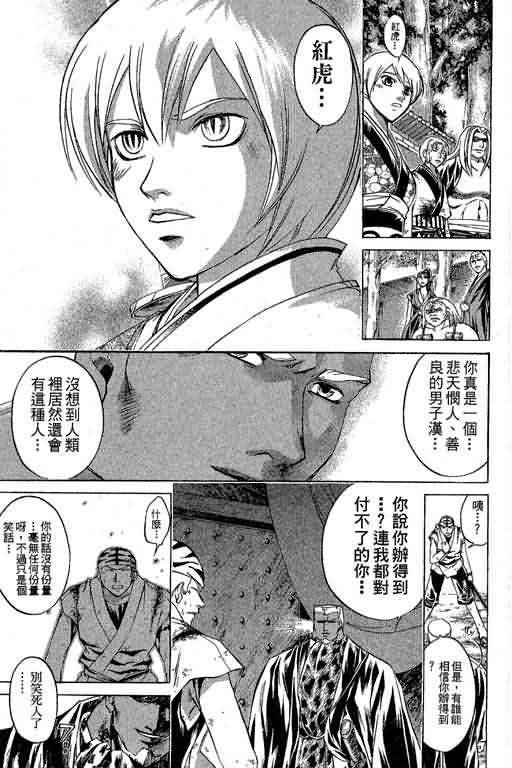 紅虎…
紅虎…
你真是一個…
悲天憫人、善
良的男子漢…
沒想到人類
裡居然還會
有這種人…
咦
…?
但是，有誰能
相信你辦得到
?
你說你辦得到
…?連我都對
付不了的你…
什麼…
你的話沒有份量
…毫無任何份量
呀，不過只是個
笑話…
別笑死人了
……